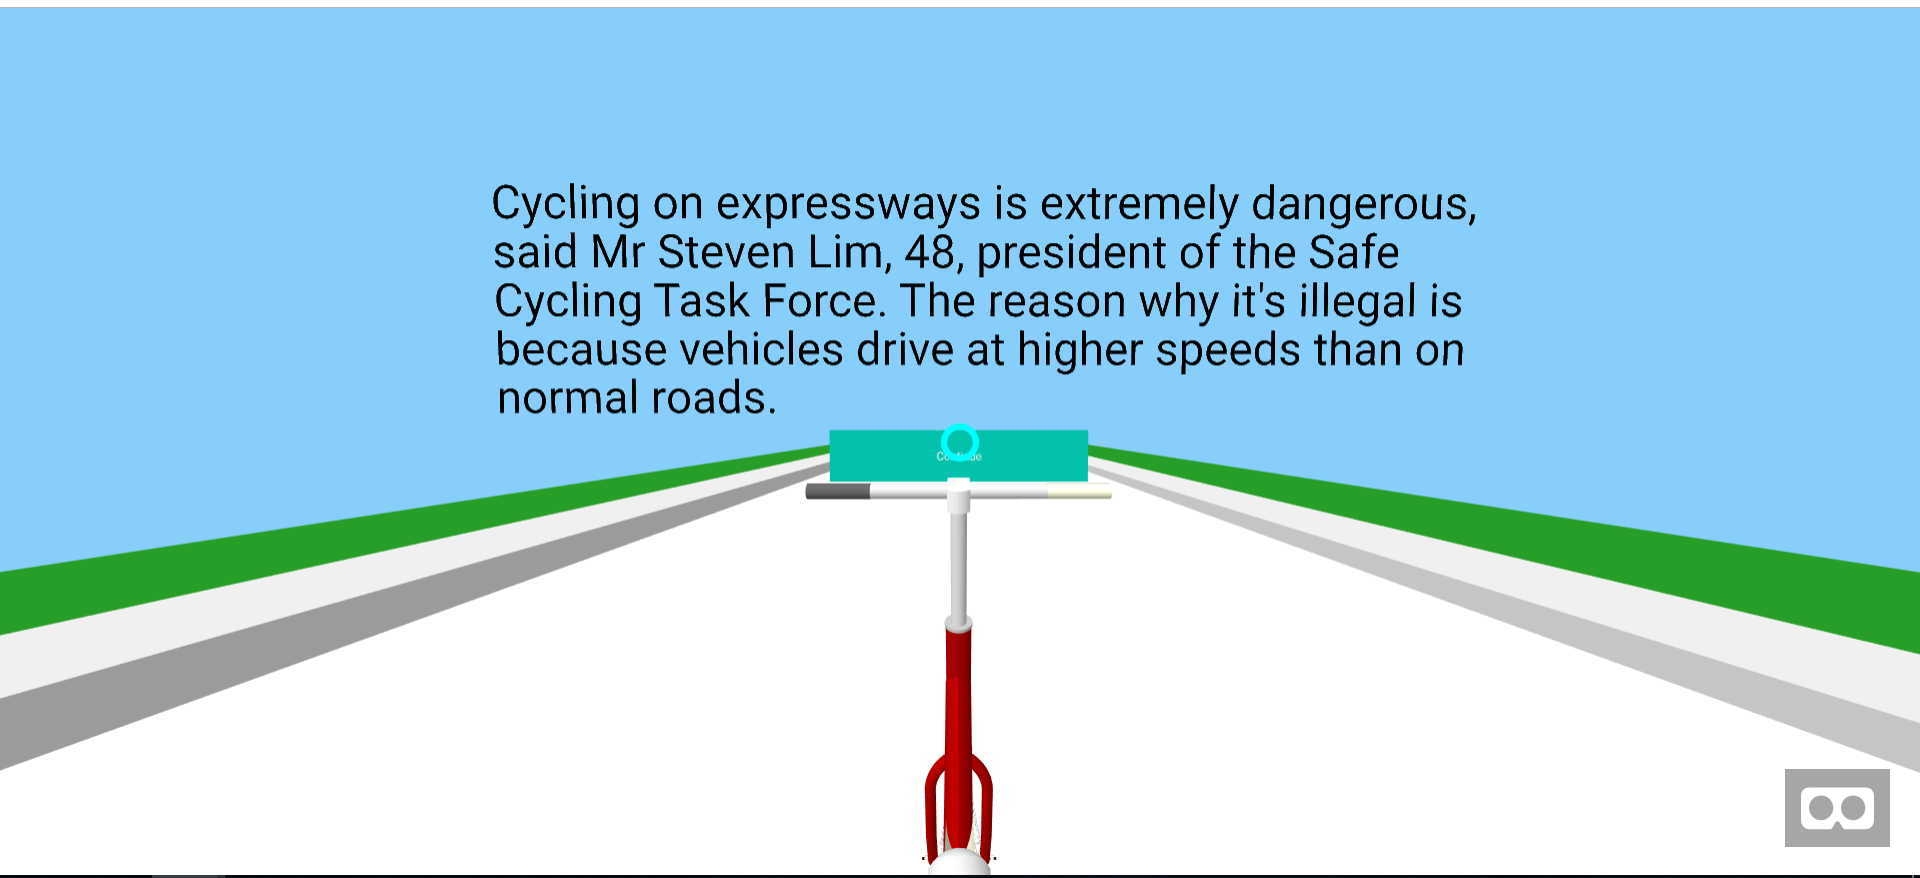 Cycling on expressways is extremely dangerous,
said Mr Steven Lim, 48, president of the Safe
Cycling Task Force. The reason why it's illegal is
because vehicles drive at higher speeds than on
normal roads.
Continue